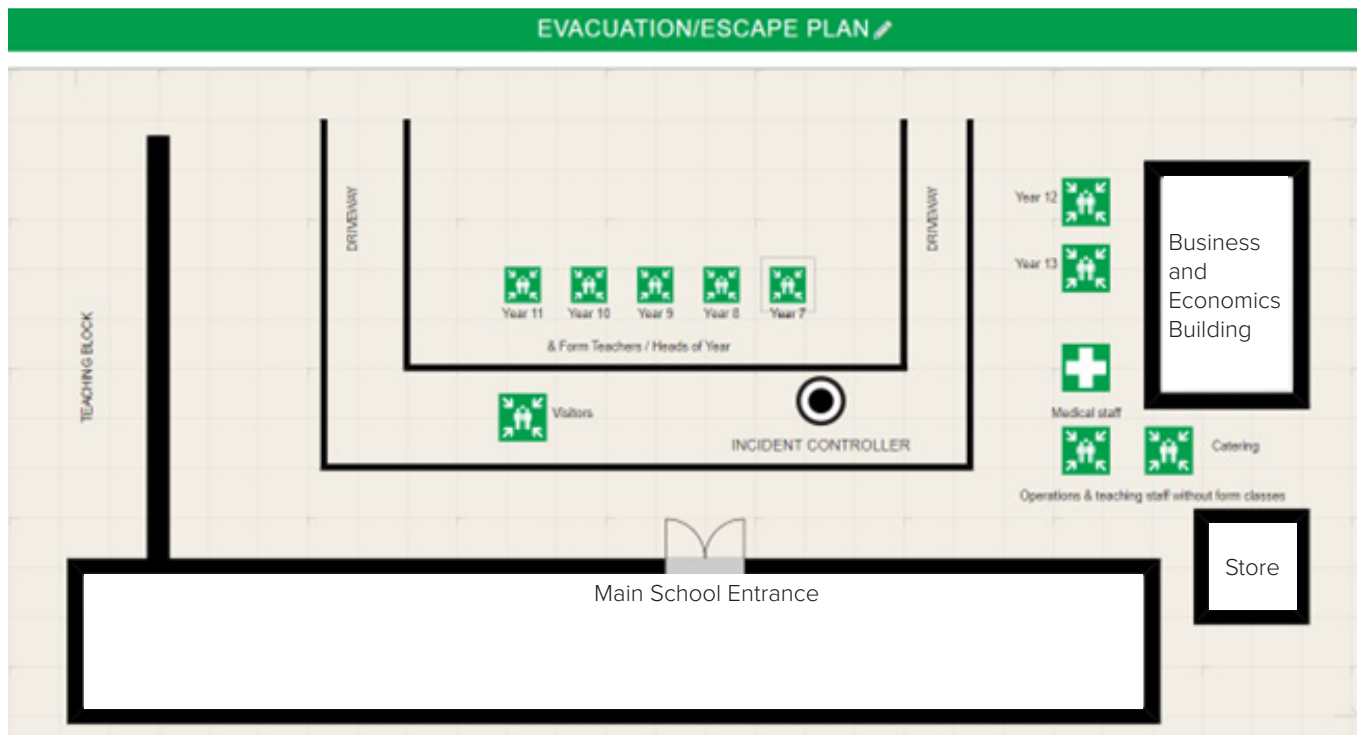 EVACUATION/ESCAPE PLAN
DRIVEWAY
DRIVEWAY
Year 12
Year 13
Business
and
Economics
Building
TEACHING BLOCK
Year 11
Year 10
Year 9
Year 8
Year 7
& Form Teachers / Heads of Year
Visitors
INCIDENT CONTROLLER
Medical staff
Catering
Operations & teaching staff without form classes
Store
Main School Entrance